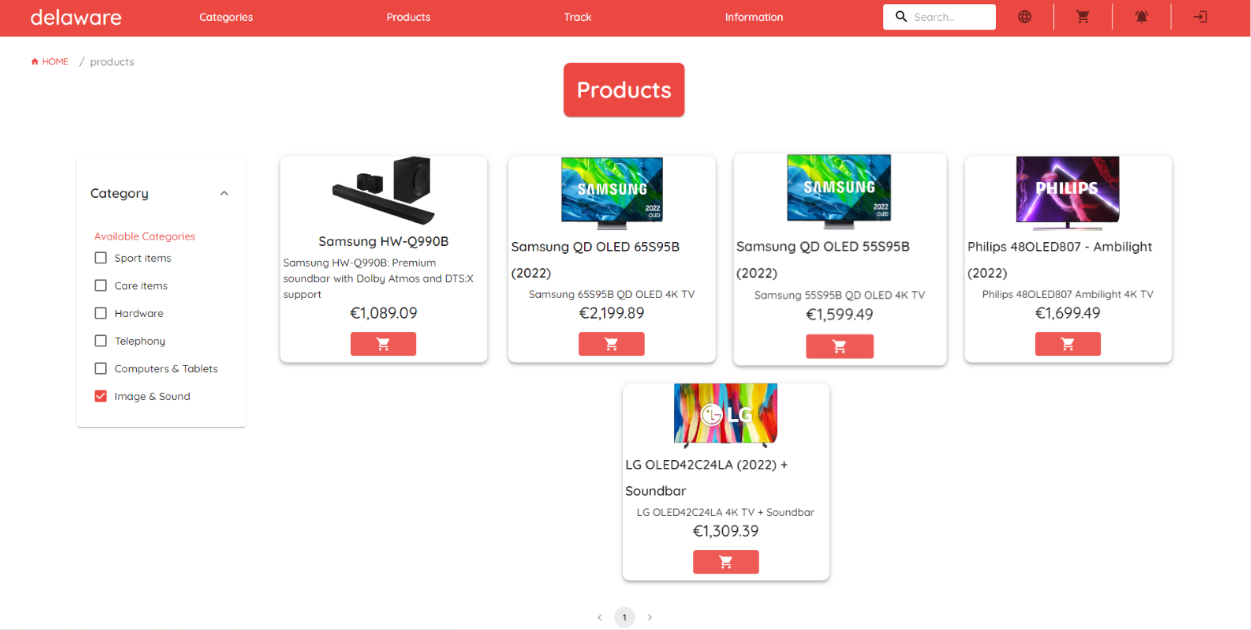 delaware
Categories
Products
Track
Information
Search...
HOME / products
Products
Category
Available Categories
Sport items
Care items
Hardware
Telephony
Computers & Tablets
Image & Sound
Samsung HW-Q990B
Samsung HW-Q990B: Premium
soundbar with Dolby Atmos and DTS:X
support
€1,089.09
SAMSUNG
2022
OLED
Samsung QD OLED 65S95B
(2022)
Samsung 65S95B QD OLED 4K TV
€2,199.89
SAMSUNG
2022
OLED
Samsung QD OLED 55S95B
(2022)
Samsung 55S95B QD OLED 4K TV
€1,599.49
PHILIPS
Philips 48OLED807 - Ambilight
(2022)
Philips 48OLED807 Ambilight 4K TV
€1,699.49
LG
LG OLED42C24LA (2022) +
Soundbar
LG OLED42C24LA 4K TV + Soundbar
€1,309.39
1